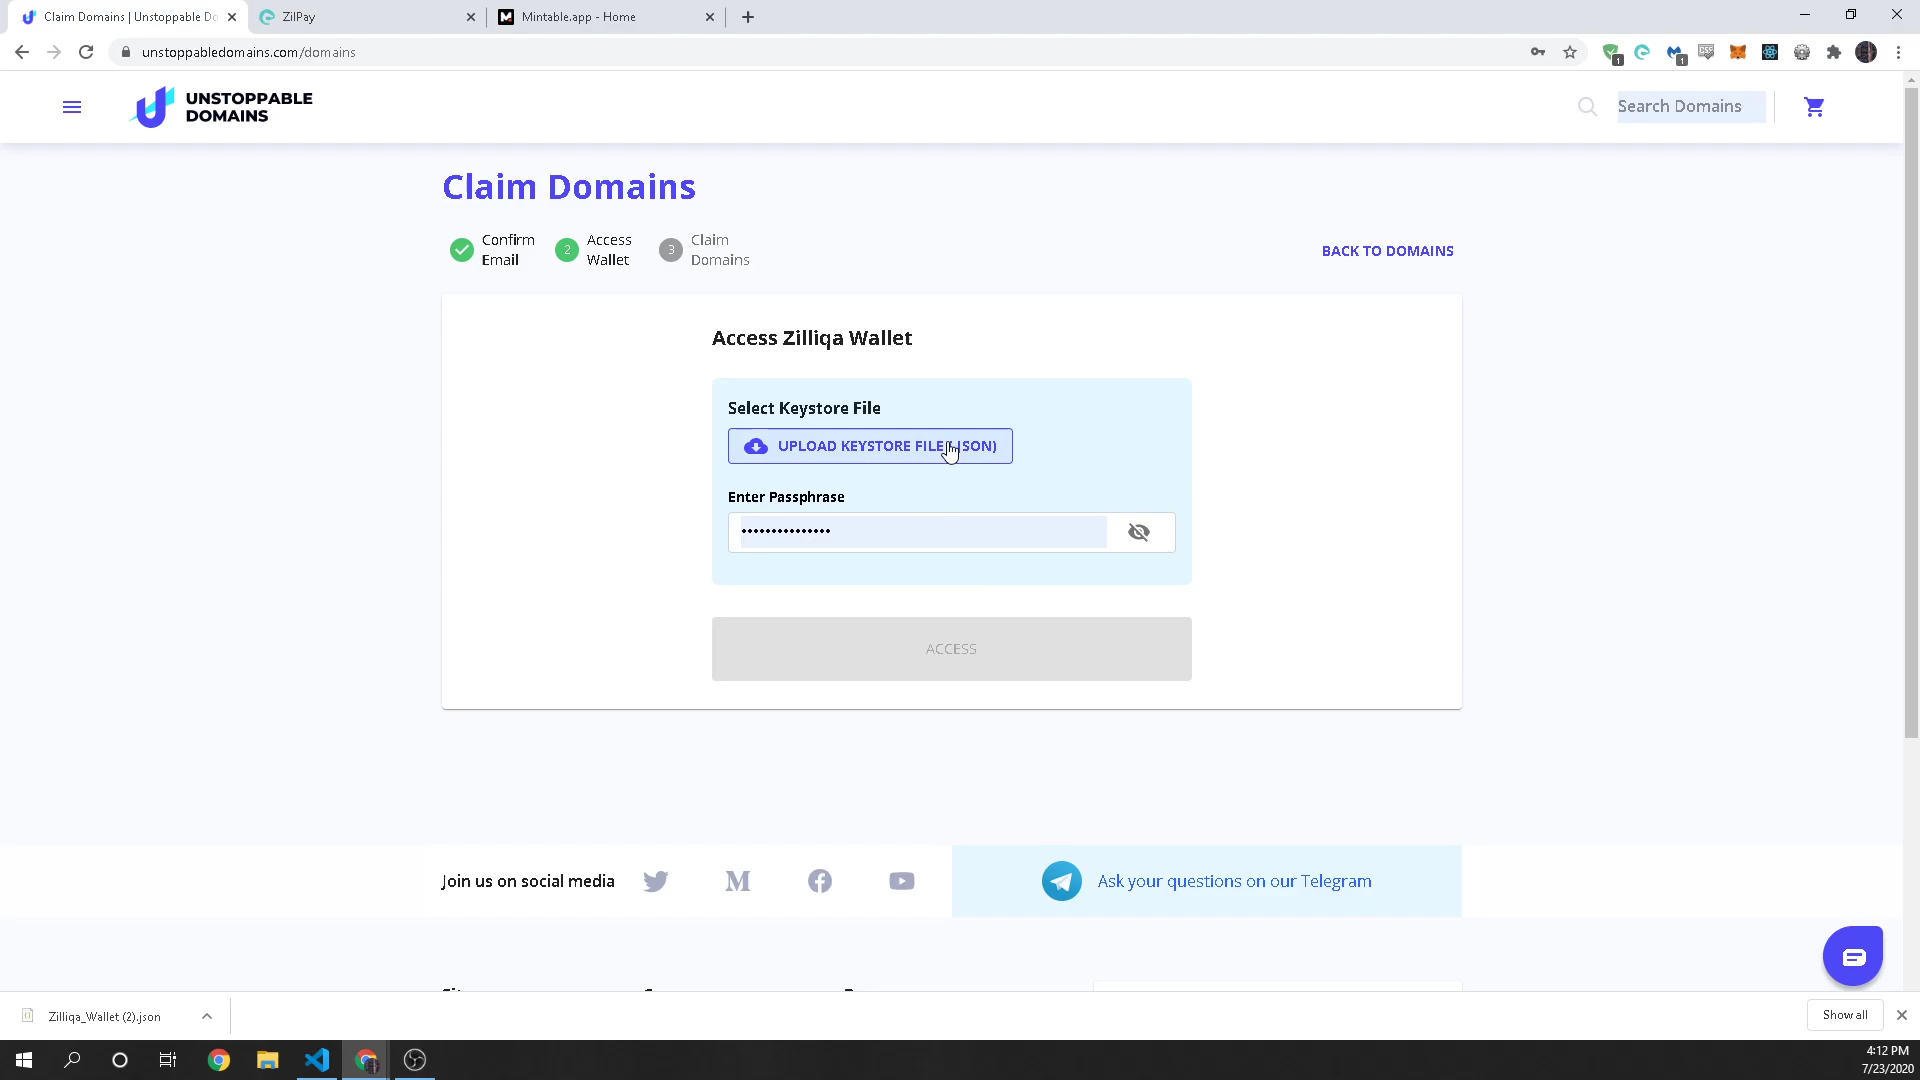 Claim Domains | Unstoppable Do
ZilPay
Mintable.app - Home
unstoppabledomains.com/domains
1
1
UNSTOPPABLE
DOMAINS
Search Domains
Claim Domains
Confirm
Email
2
Access
Wallet
3
Claim
Domains
BACK TO DOMAINS
Access Zilliqa Wallet
Select Keystore File
UPLOAD KEYSTORE FILE (JSON)
Enter Passphrase
•••••••••••••••
ACCESS
Join us on social media
Ask your questions on our Telegram
Zilliqa_Wallet (2).json
Show all
4:12 PM
7/23/2020